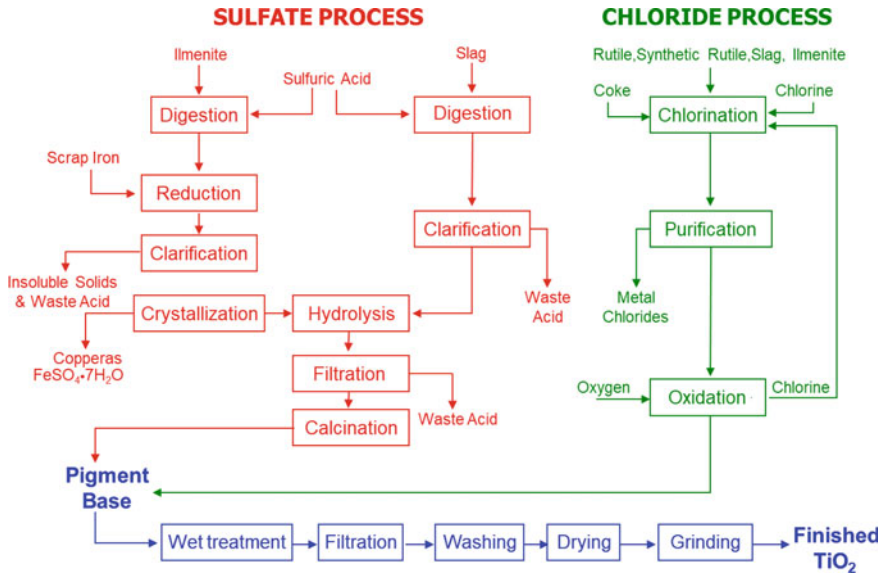 SULFATE PROCESS
CHLORIDE PROCESS
Ilmenite
Sulfuric Acid
Slag
Digestion
Digestion
Scrap Iron
Reduction
Clarification
Clarification
Insoluble Solids
& Waste Acid
Waste
Acid
Crystallization
Hydrolysis
Copperas
FeSO₄•7H₂O
Filtration
Waste Acid
Calcination
Rutile,Synthetic Rutile,Slag, Ilmenite
Coke
Chlorine
Chlorination
Purification
Metal
Chlorides
Oxygen
Oxidation
Chlorine
Pigment
Base
Wet treatment
Filtration
Washing
Drying
Grinding
Finished
TiO₂